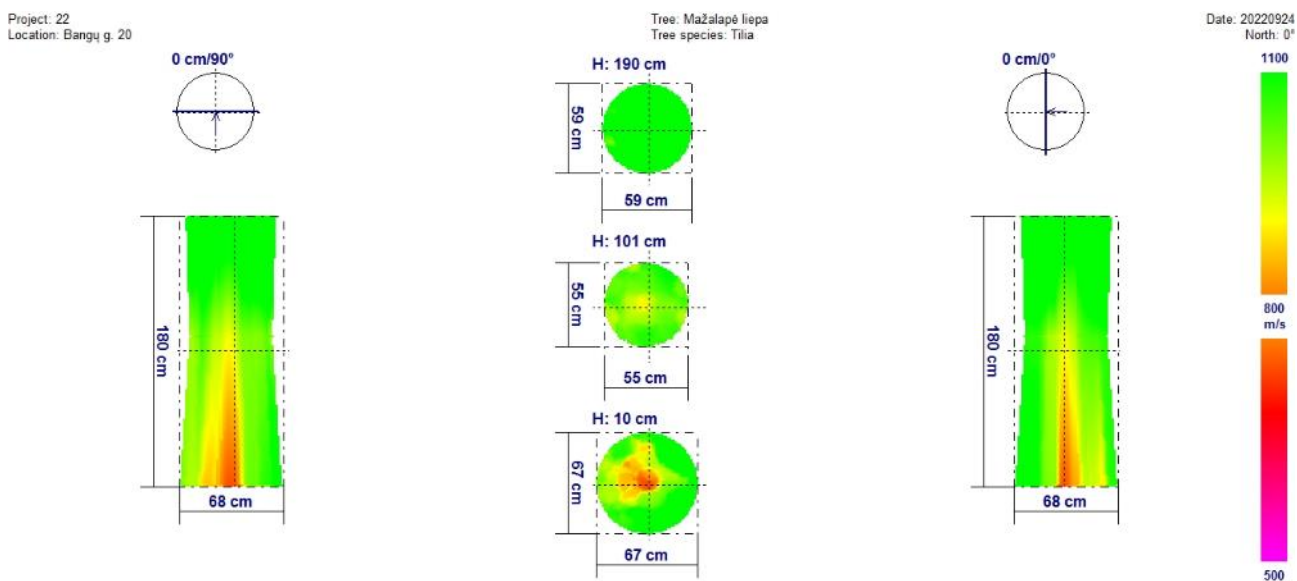 Project: 22
Location: Bangų g. 20
Tree: Mažalapė liepa
Tree species: Tilia
Date: 20220924
North: 0°
0 cm/90°
H: 190 cm
0 cm/0°
1100
59 cm
59 cm
H: 101 cm
55 cm
55 cm
180 cm
180 cm
800
m/s
H: 10 cm
67 cm
67 cm
68 cm
68 cm
500